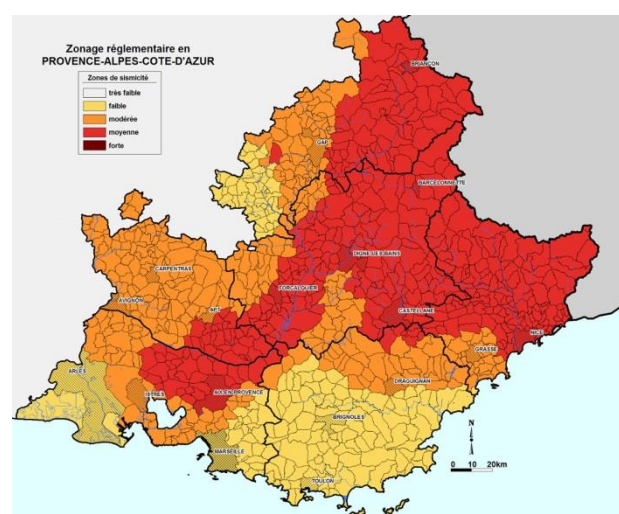 Zonage réglementaire en
PROVENCE-ALPES-COTE-D'AZUR
Zones de sismicité
très faible
faible
modérée
moyenne
forte
BRIANÇON
GAP
BARCELONNETTE
DIGNE-LES-BAINS
CARPENTRAS
FORCALQUIER
AVIGNON
APT
CASTELLANE
NICE
GRASSE
ARLES
ISTRES
AIX-EN-PROVENCE
DRAGUIGNAN
BRIGNOLES
MARSEILLE
TOULON
N
0 10 20km